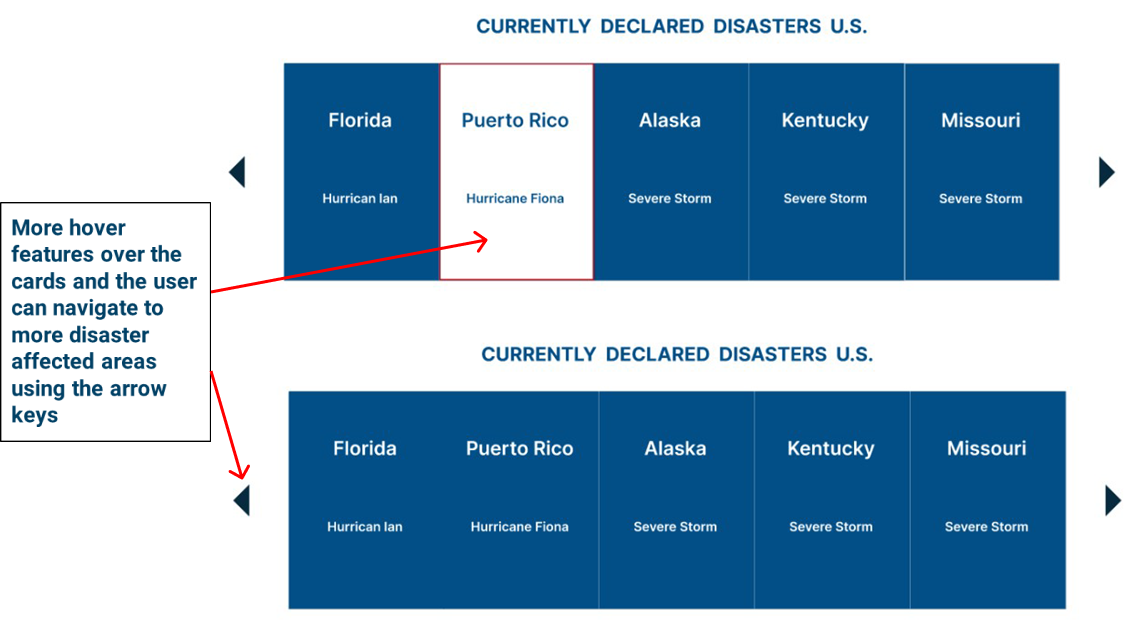 CURRENTLY DECLARED DISASTERS U.S.
Florida
Puerto Rico
Alaska
Kentucky
Missouri
Hurrican Ian
Hurricane Fiona
Severe Storm
Severe Storm
Severe Storm
More hover
features over the
cards and the user
can navigate to
more disaster
affected areas
using the arrow
keys
CURRENTLY DECLARED DISASTERS U.S.
Florida
Puerto Rico
Alaska
Kentucky
Missouri
Hurrican Ian
Hurricane Fiona
Severe Storm
Severe Storm
Severe Storm